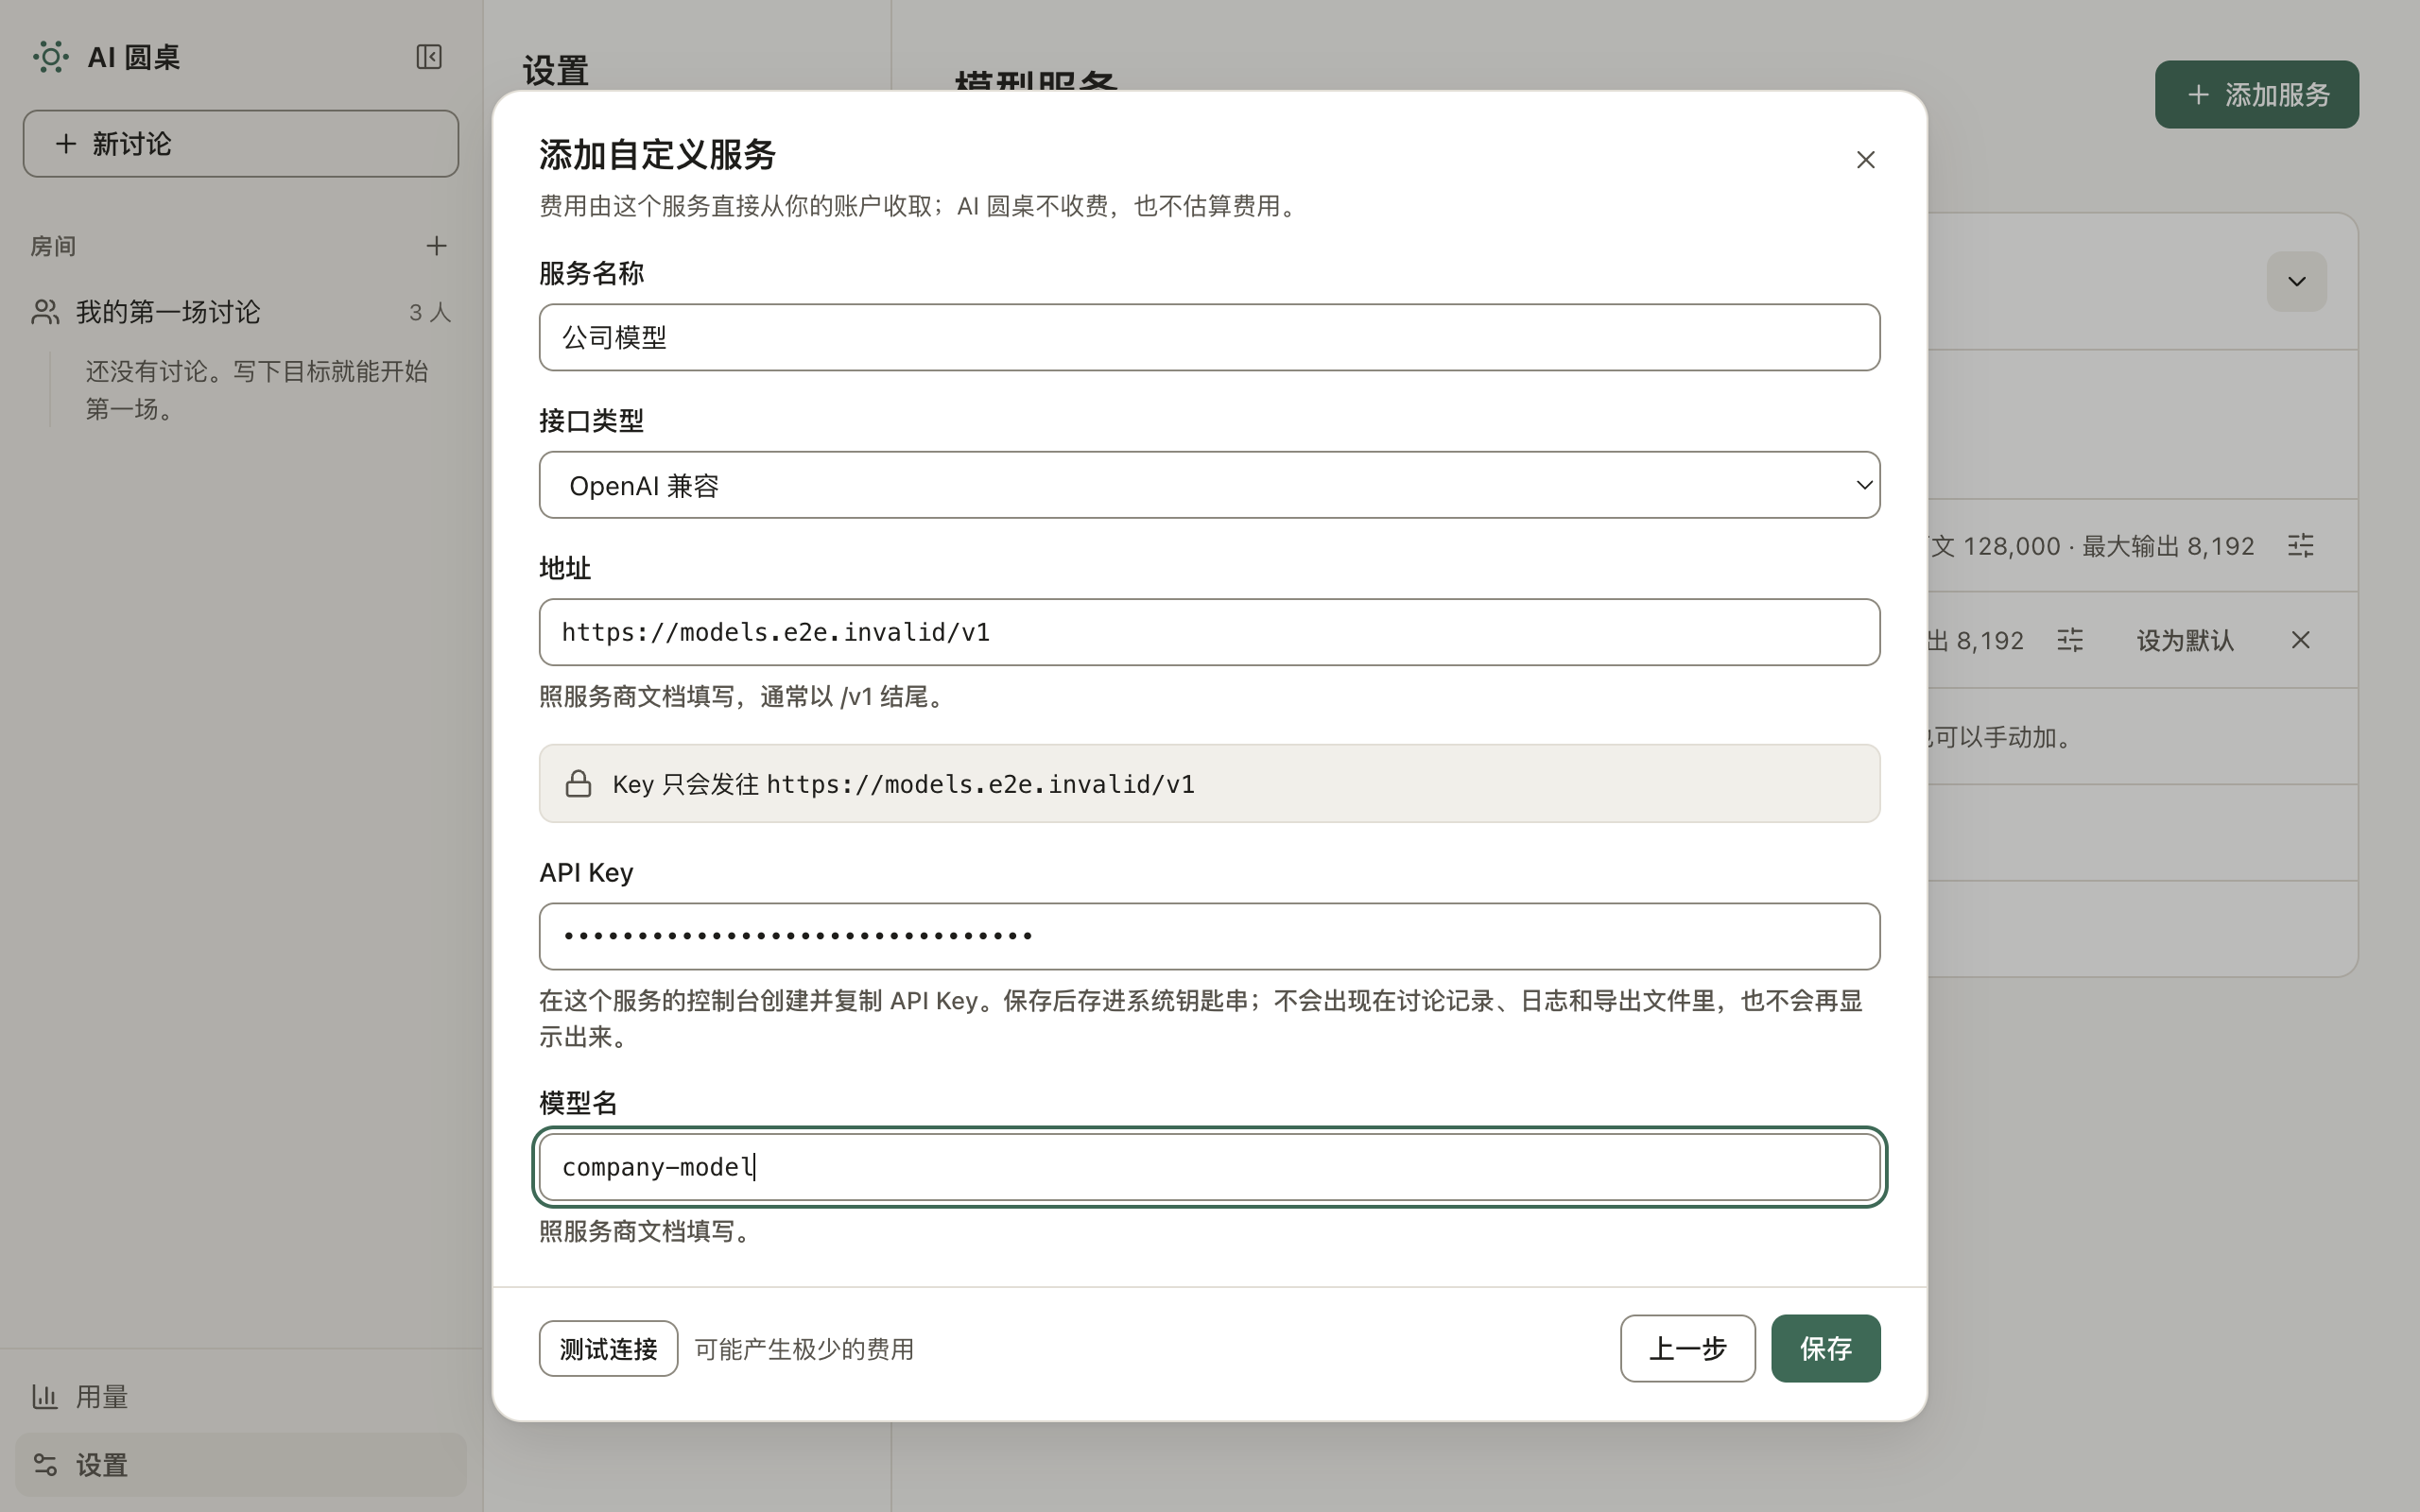 AI 圆桌
新讨论
房间
我的第一场讨论
3 人
还没有讨论。写下目标就能开始
第一场。
用量
设置
设置
模型服务
添加服务
文 128,000 · 最大输出 8,192
出 8,192
设为默认
可以手动加。
添加自定义服务
费用由这个服务直接从你的账户收取；AI 圆桌不收费，也不估算费用。
服务名称
公司模型
接口类型
OpenAI 兼容
地址
https://models.e2e.invalid/v1
照服务商文档填写，通常以 /v1 结尾。
Key 只会发往 https://models.e2e.invalid/v1
API Key
••••••••••••••••••••••••••••••••
在这个服务的控制台创建并复制 API Key。保存后存进系统钥匙串；不会出现在讨论记录、日志和导出文件里，也不会再显
示出来。
模型名
company-model
照服务商文档填写。
测试连接
可能产生极少的费用
上一步
保存